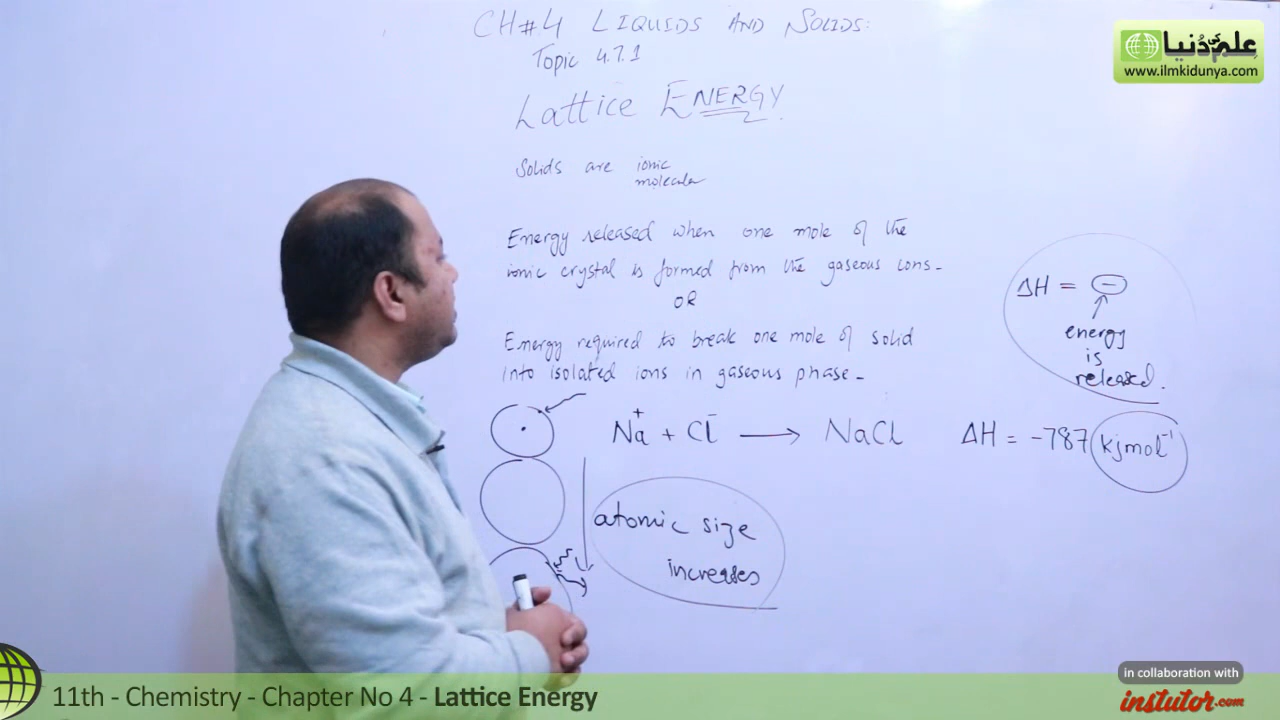 CH#4 LIQUIDS AND SOLIDS:
Topic 4.7.1
Lattice ENERGY.
Solids are ionic
molecular
Energy released when one mole of the
ionic crystal is formed from the gaseous ions-
OR
Energy required to break one mole of solid
into isolated ions in gaseous phase-
ΔH = -
energy
is
released.
Na+ + Cl- → NaCl ΔH = -787 kjmol-1
atomic size
increases
علم کی دنیا
www.ilmkidunya.com
11th - Chemistry - Chapter No 4 - Lattice Energy
in collaboration with
instutor.com